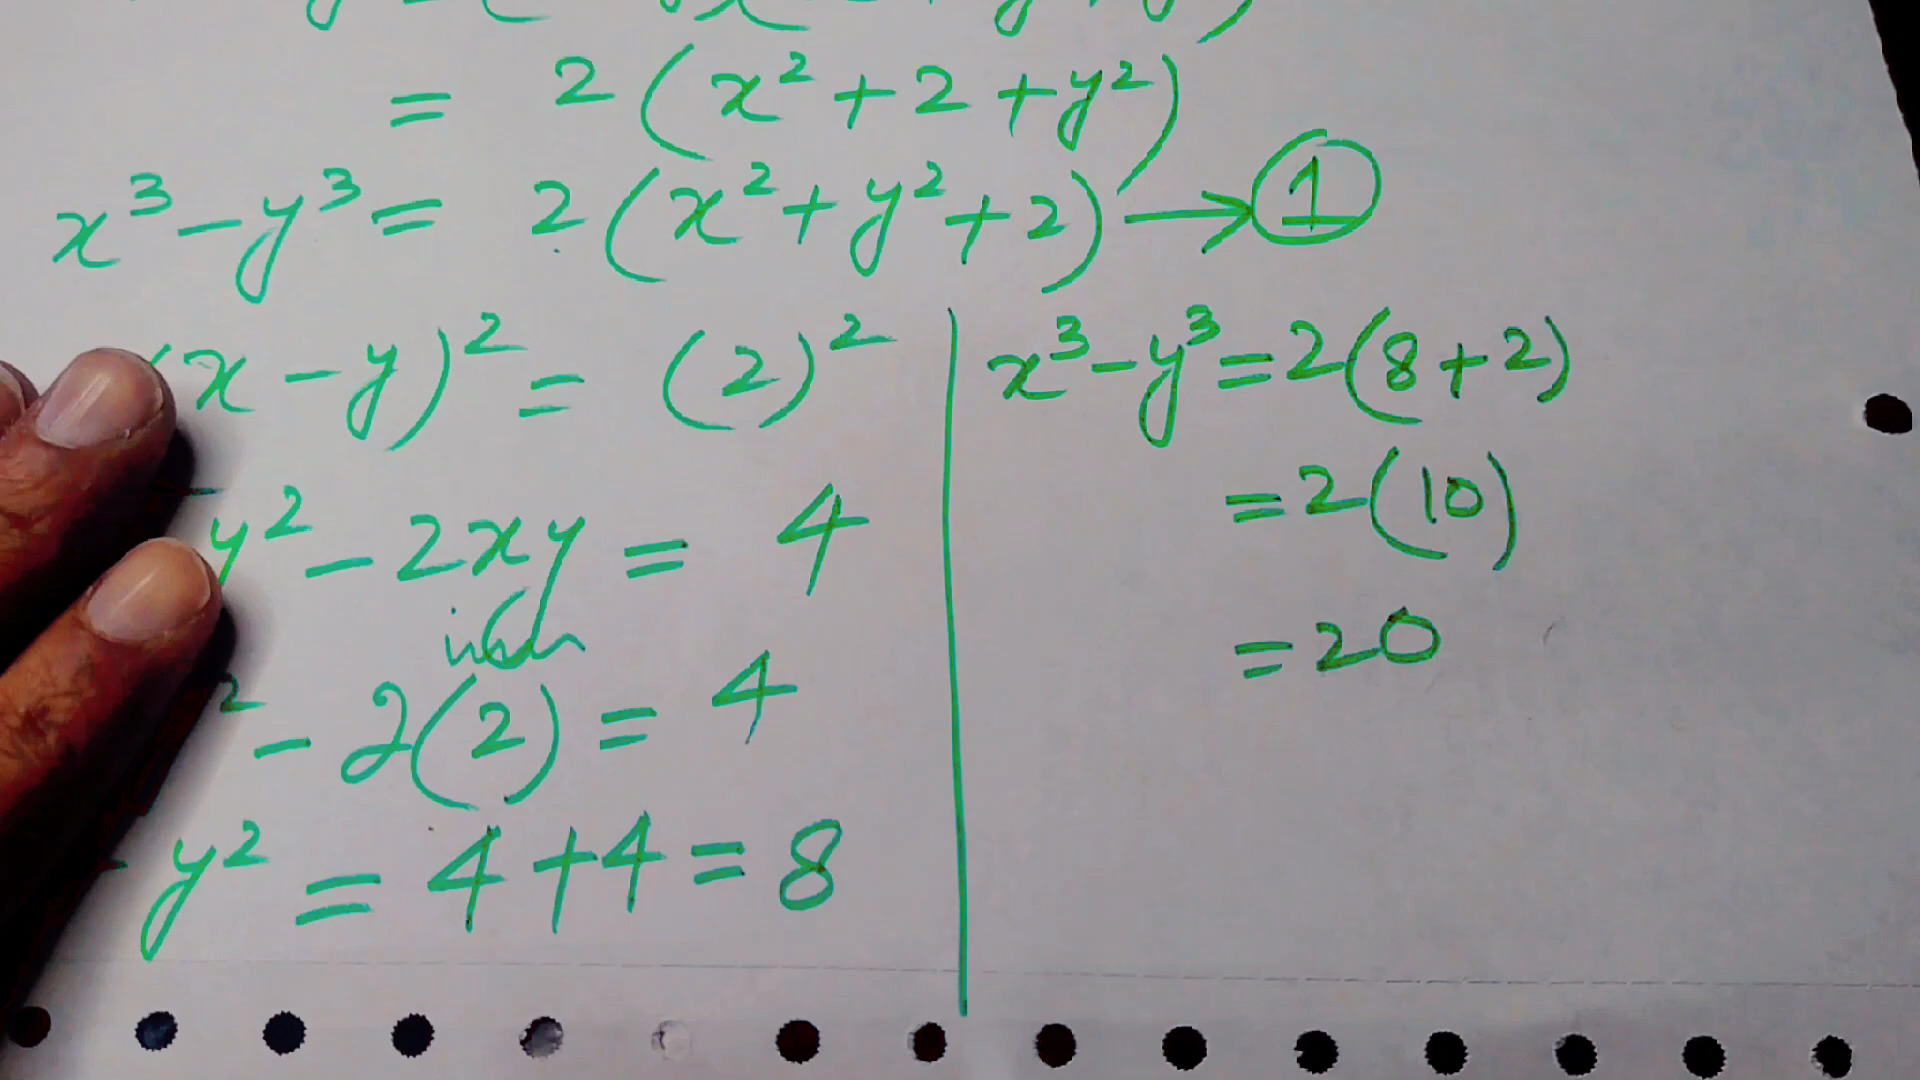 = 2(x²+2+y²)
x³-y³ = 2(x²+y²+2) → ①
(x-y)² = (2)²
y² - 2xy = 4
² - 2(2) = 4
y² = 4+4 = 8
x³-y³ = 2(8+2)
= 2(10)
= 20